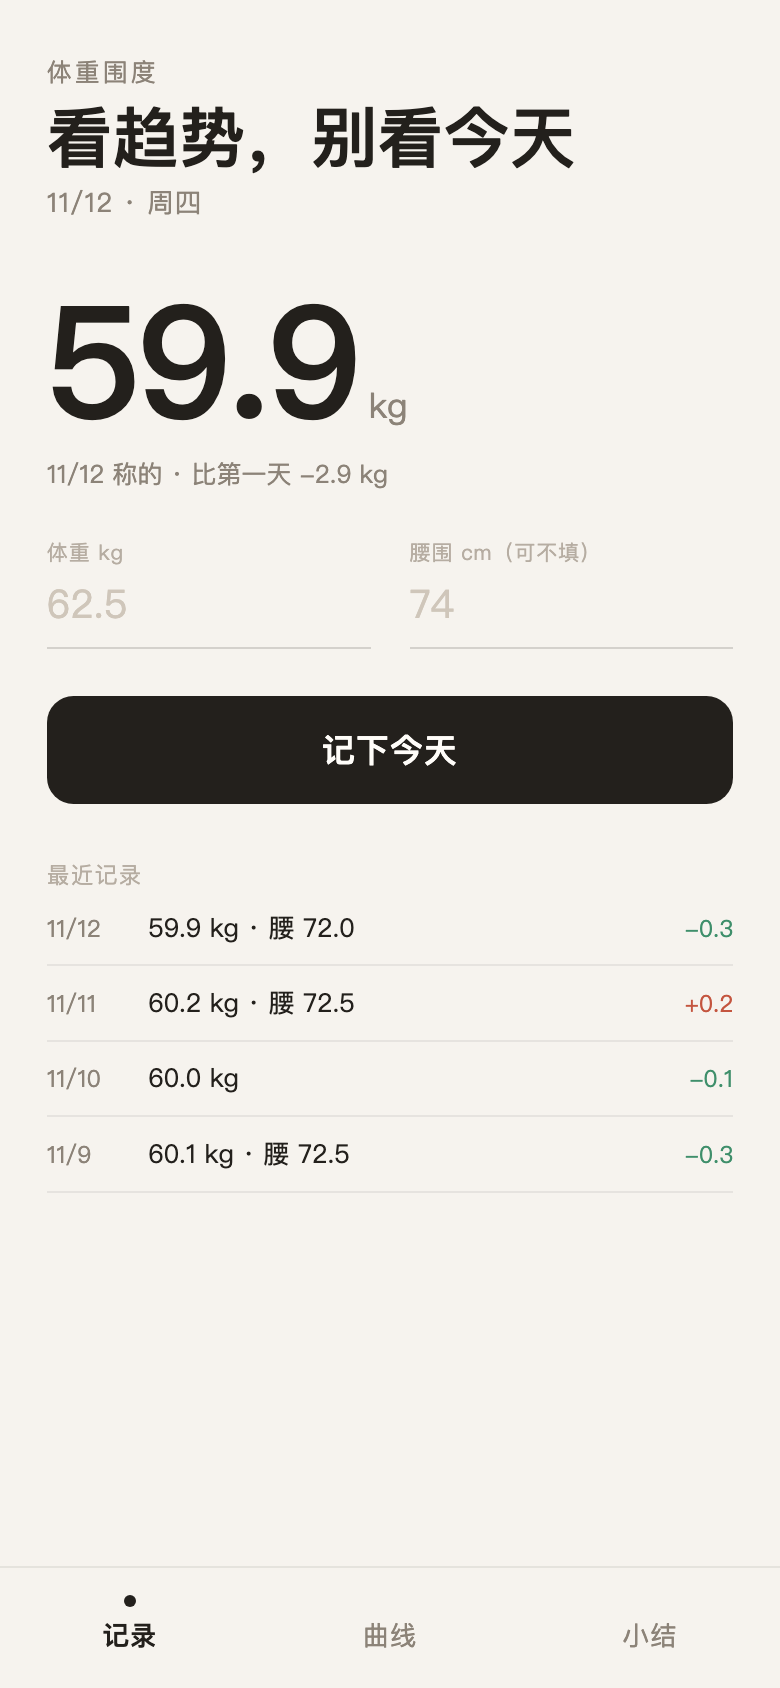 体重围度
看趋势，别看今天
11/12 · 周四
59.9 kg
11/12 称的 · 比第一天 −2.9 kg
体重 kg
腰围 cm（可不填）
62.5
74
记下今天
最近记录
11/12 59.9 kg · 腰 72.0 −0.3
11/11 60.2 kg · 腰 72.5 +0.2
11/10 60.0 kg −0.1
11/9 60.1 kg · 腰 72.5 −0.3
记录 曲线 小结